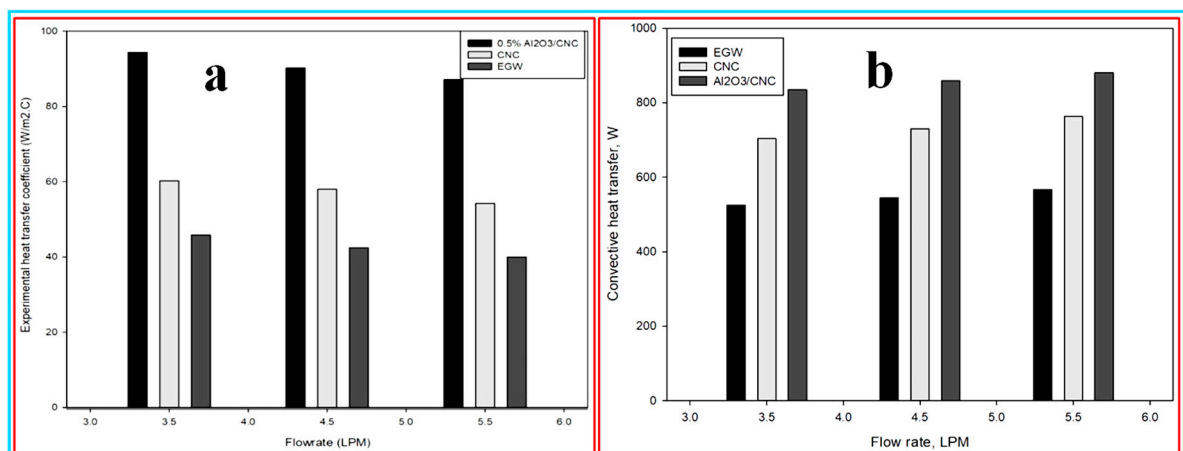 a
0.5% Al2O3/CNC
CNC
EGW
Experimental heat transfer coefficient (W/m2.C)
100
80
60
40
20
0
3.0 3.5 4.0 4.5 5.0 5.5 6.0
Flowrate (LPM)
b
EGW
CNC
Al2O3/CNC
Convective heat transfer, W
1000
800
600
400
200
0
3.0 3.5 4.0 4.5 5.0 5.5 6.0
Flow rate, LPM